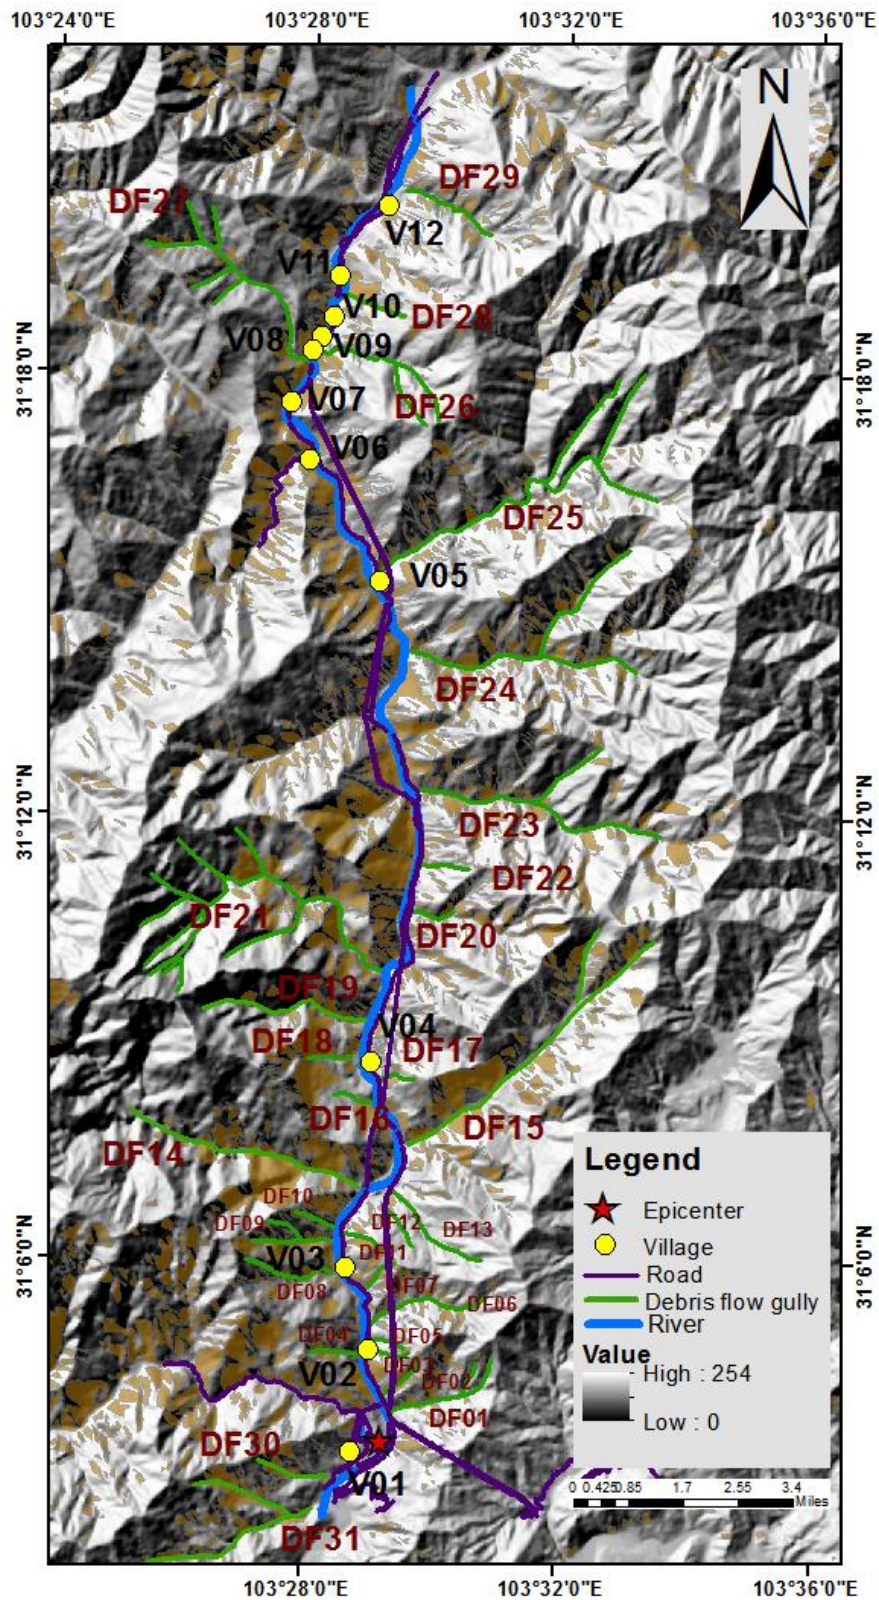 103°24'0"E 103°28'0"E 103°32'0"E 103°36'0"E
N
DF29
DF27
V12
V11
V10
DF28
V08
V09
31°18'0"N
31°18'0"N
V07
DF26
V06
DF25
V05
DF24
31°12'0"N
31°12'0"N
DF23
DF22
DF21
DF20
DF19
V04
DF18
DF17
DF16
DF15
DF14
DF10
DF09
DF12
DF13
31°6'0"N
31°6'0"N
V03
DF11
DF08
DF07
DF06
DF04
DF05
V02
DF03
DF02
DF01
DF30
V01
DF31
Legend
Epicenter
Village
Road
Debris flow gully
River
Value
High : 254
Low : 0
0 0.425 0.85 1.7 2.55 3.4
Miles
103°28'0"E 103°32'0"E 103°36'0"E